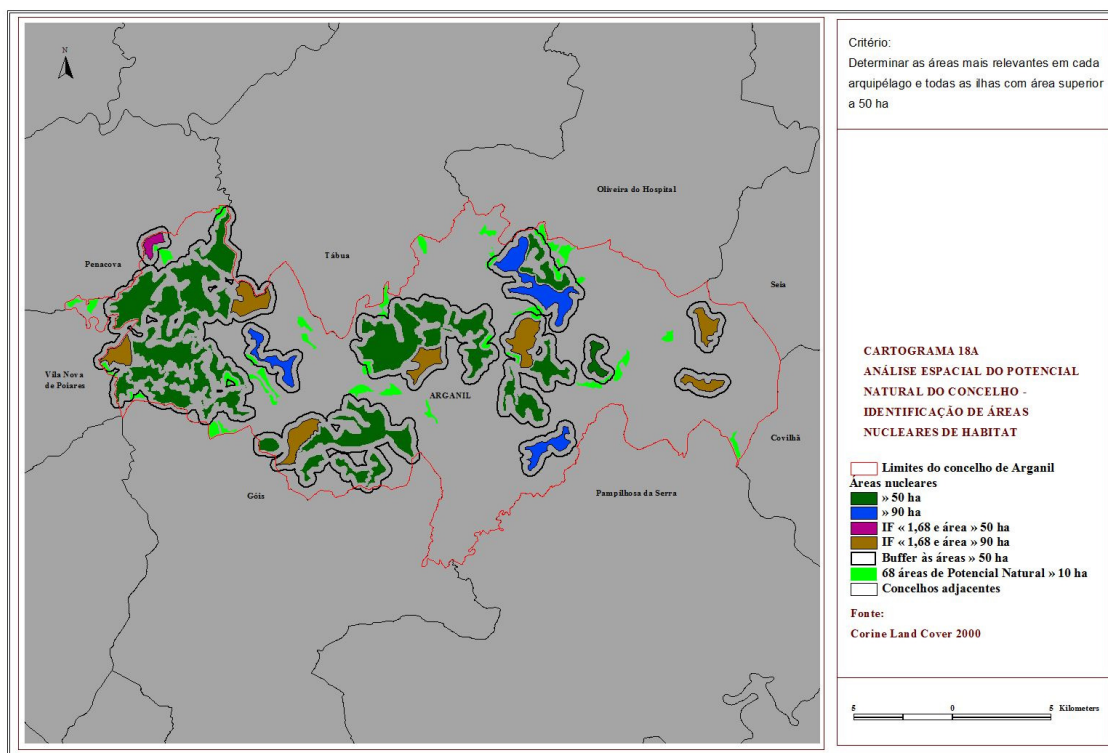 N
Oliveira do Hospital
Tábua
Penacova
Seia
Vila Nova
de Poiares
ARGANIL
Covilhã
Góis
Pampilhosa da Serra
Critério:
Determinar as áreas mais relevantes em cada
arquipélago e todas as ilhas com área superior
a 50 ha
CARTOGRAMA 18A
ANÁLISE ESPACIAL DO POTENCIAL
NATURAL DO CONCELHO -
IDENTIFICAÇÃO DE ÁREAS
NUCLEARES DE HABITAT
Limites do concelho de Arganil
Áreas nucleares
» 50 ha
» 90 ha
IF « 1,68 e área » 50 ha
IF « 1,68 e área » 90 ha
Buffer às áreas » 50 ha
68 áreas de Potencial Natural » 10 ha
Concelhos adjacentes
Fonte:
Corine Land Cover 2000
5 0 5 Kilometers